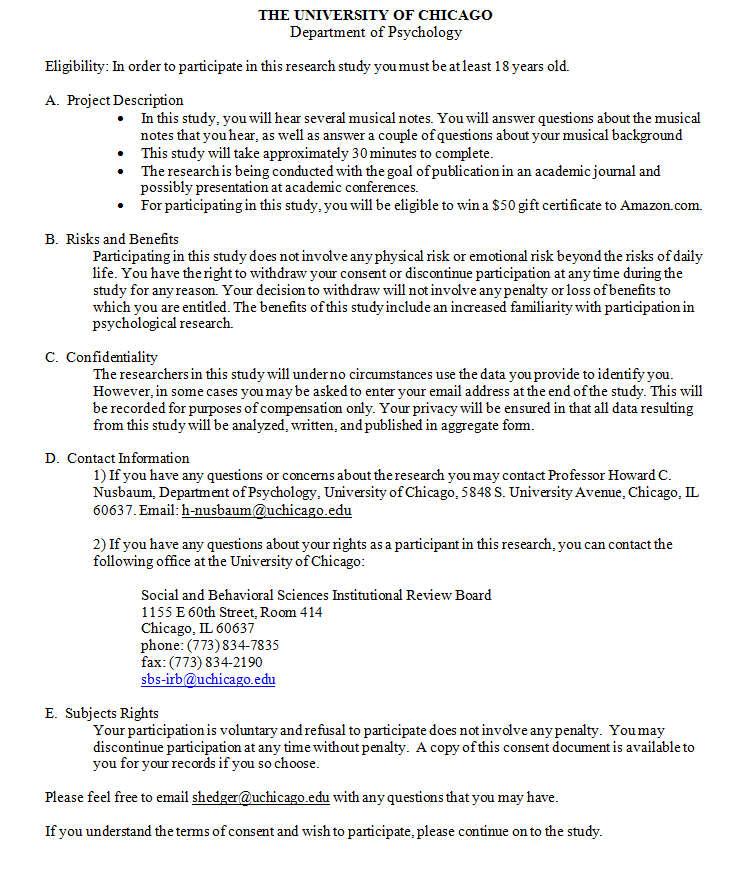 THE UNIVERSITY OF CHICAGO
Department of Psychology
Eligibility: In order to participate in this research study you must be at least 18 years old.
A. Project Description
• In this study, you will hear several musical notes. You will answer questions about the musical
notes that you hear, as well as answer a couple of questions about your musical background
• This study will take approximately 30 minutes to complete.
• The research is being conducted with the goal of publication in an academic journal and
possibly presentation at academic conferences.
• For participating in this study, you will be eligible to win a $50 gift certificate to Amazon.com.
B. Risks and Benefits
Participating in this study does not involve any physical risk or emotional risk beyond the risks of daily
life. You have the right to withdraw your consent or discontinue participation at any time during the
study for any reason. Your decision to withdraw will not involve any penalty or loss of benefits to
which you are entitled. The benefits of this study include an increased familiarity with participation in
psychological research.
C. Confidentiality
The researchers in this study will under no circumstances use the data you provide to identify you.
However, in some cases you may be asked to enter your email address at the end of the study. This will
be recorded for purposes of compensation only. Your privacy will be ensured in that all data resulting
from this study will be analyzed, written, and published in aggregate form.
D. Contact Information
1) If you have any questions or concerns about the research you may contact Professor Howard C.
Nusbaum, Department of Psychology, University of Chicago, 5848 S. University Avenue, Chicago, IL
60637. Email: h-nusbaum@uchicago.edu
2) If you have any questions about your rights as a participant in this research, you can contact the
following office at the University of Chicago:
Social and Behavioral Sciences Institutional Review Board
1155 E 60th Street, Room 414
Chicago, IL 60637
phone: (773) 834-7835
fax: (773) 834-2190
sbs-irb@uchicago.edu
E. Subjects Rights
Your participation is voluntary and refusal to participate does not involve any penalty. You may
discontinue participation at any time without penalty. A copy of this consent document is available to
you for your records if you so choose.
Please feel free to email shedger@uchicago.edu with any questions that you may have.
If you understand the terms of consent and wish to participate, please continue on to the study.